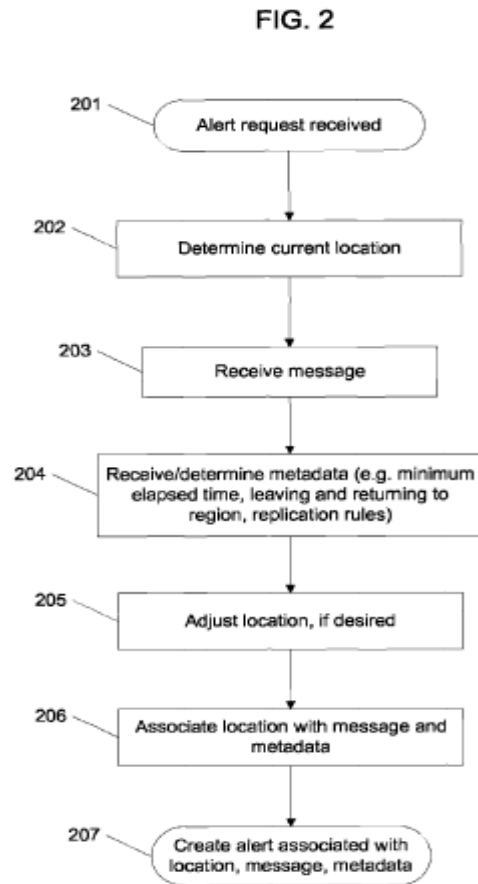 FIG. 2
201
Alert request received
202
Determine current location
203
Receive message
204
Receive/determine metadata (e.g. minimum
elapsed time, leaving and returning to
region, replication rules)
205
Adjust location, if desired
206
Associate location with message and
metadata
207
Create alert associated with
location, message, metadata